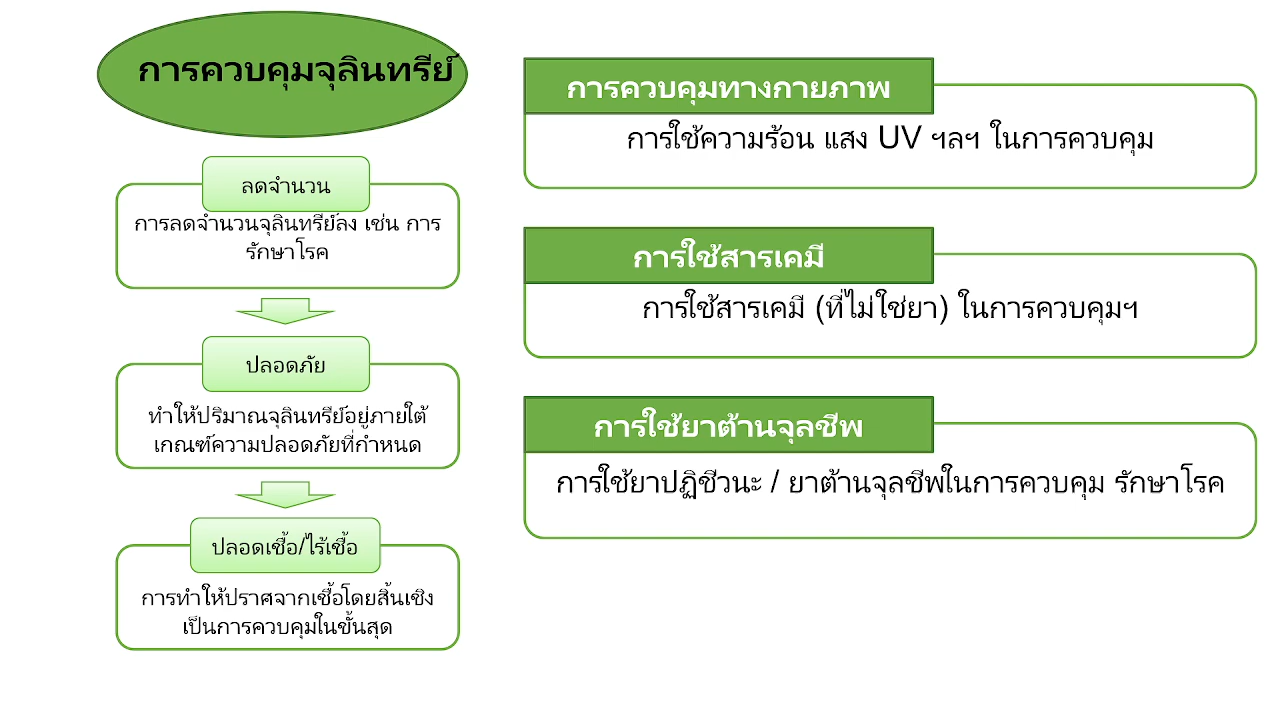 การควบคุมจุลินทรีย์
ลดจำนวน
การลดจำนวนจุลินทรีย์ลง เช่น การ
รักษาโรค
ปลอดภัย
ทำให้ปริมาณจุลินทรีย์อยู่ภายใต้
เกณฑ์ความปลอดภัยที่กำหนด
ปลอดเชื้อ/ไร้เชื้อ
การทำให้ปราศจากเชื้อโดยสิ้นเชิง
เป็นการควบคุมในขั้นสุด
การควบคุมทางกายภาพ
การใช้ความร้อน แสง UV ฯลฯ ในการควบคุม
การใช้สารเคมี
การใช้สารเคมี (ที่ไม่ใช่ยา) ในการควบคุมฯ
การใช้ยาต้านจุลชีพ
การใช้ยาปฏิชีวนะ / ยาต้านจุลชีพในการควบคุม รักษาโรค